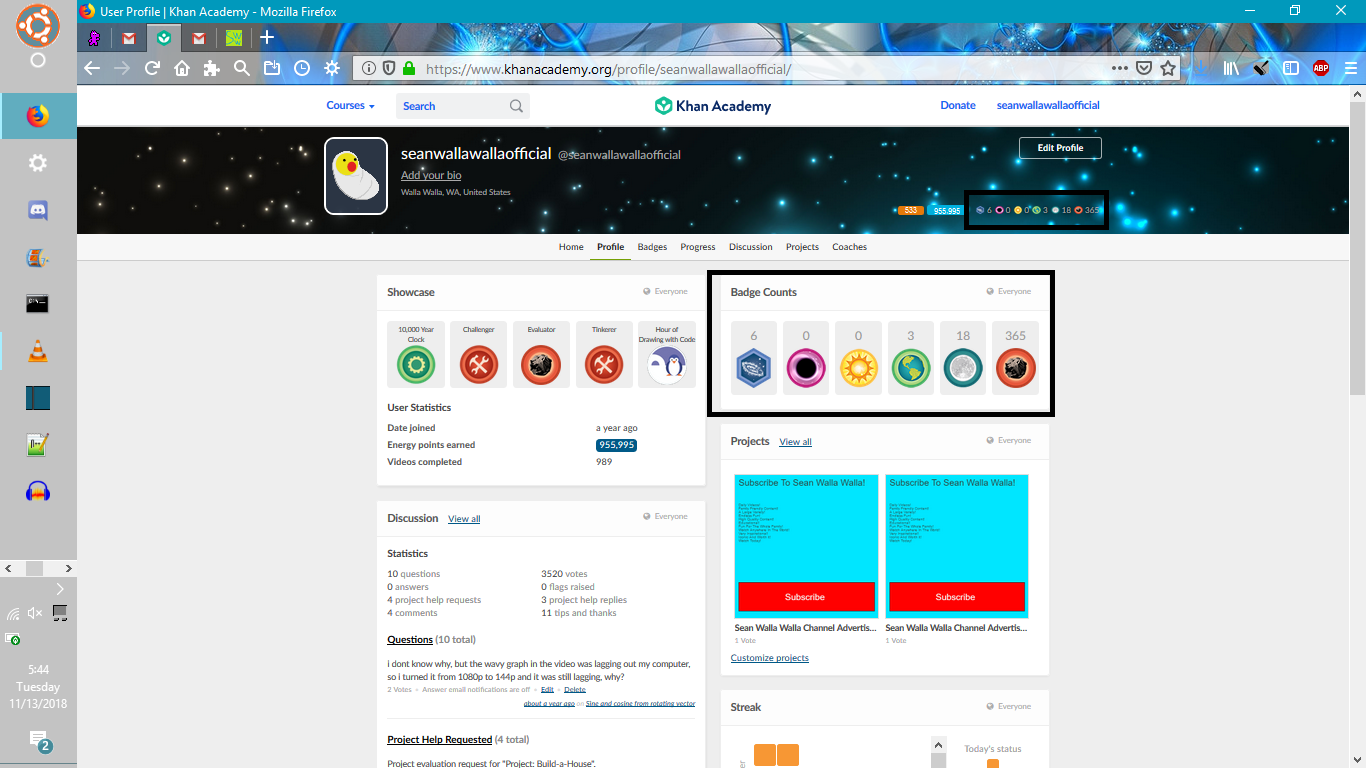 User Profile | Khan Academy - Mozilla Firefox
https://www.khanacademy.org/profile/seanwallawallaofficial/
ABP
Courses
Search
Khan Academy
Donate
seanwallawallaofficial
seanwallawallaofficial @seanwallawallaofficial
Edit Profile
Add your bio
Walla Walla, WA, United States
533 955,995 6 0 0 3 18 365
Home Profile Badges Progress Discussion Projects Coaches
Showcase
Everyone
10,000 Year
Clock
Challenger
Evaluator
Tinkerer
Hour of
Drawing with Code
User Statistics
Date joined a year ago
Energy points earned 955,995
Videos completed 989
Badge Counts
Everyone
6 0 0 3 18 365
Projects View all
Everyone
Subscribe To Sean Walla Walla!
Subscribe
Sean Walla Walla Channel Advertis...
1 Vote
Subscribe To Sean Walla Walla!
Subscribe
Sean Walla Walla Channel Advertis...
1 Vote
Customize projects
Discussion View all
Everyone
Statistics
10 questions 3520 votes
0 answers 0 flags raised
4 project help requests 3 project help replies
4 comments 11 tips and thanks
Questions (10 total)
i dont know why, but the wavy graph in the video was lagging out my computer,
so i turned it from 1080p to 144p and it was still lagging, why?
2 Votes • Answer email notifications are off • Edit • Delete
about a year ago on Sine and cosine from rotating vector
Project Help Requested (4 total)
Project evaluation request for "Project: Build-a-House".
Streak
Everyone
Today's status
5:44
Tuesday
11/13/2018
2